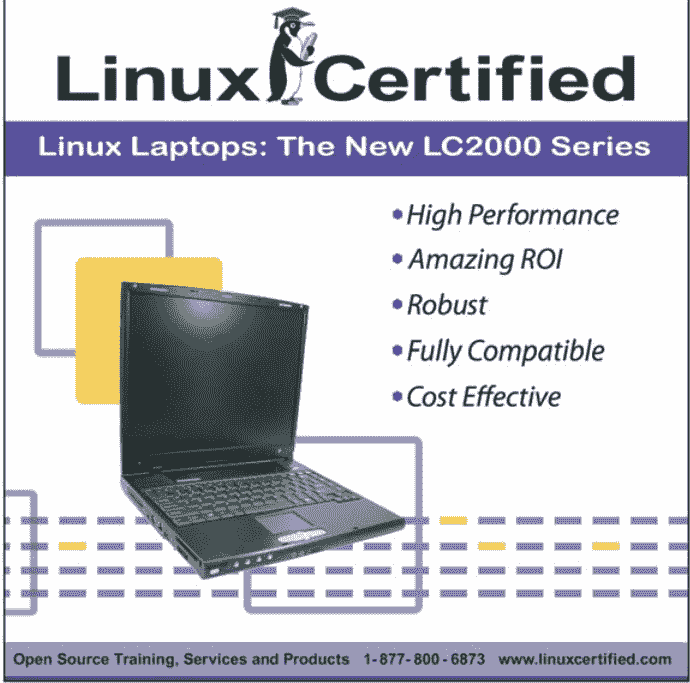 Linux Certified
Linux Laptops: The New LC2000 Series
High Performance
Amazing ROI
Robust
Fully Compatible
Cost Effective
Open Source Training, Services and Products 1-877-800-6873 www.linuxcertified.com